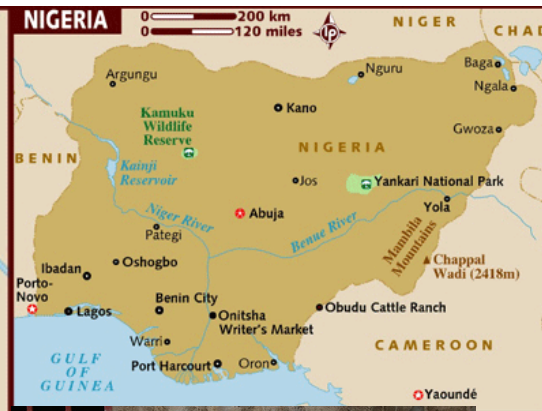 NIGERIA
0 200 km
0 120 miles
LP
NIGER
CHAD
Argungu
Nguru
Baga
Ngala
Kano
Kamuku
Wildlife
Reserve
Gwoza
NIGERIA
BENIN
Kainji
Reservoir
Jos
Yankari National Park
Yola
Niger River
Abuja
Benue River
Mambila
Mountains
Pategi
Oshogbo
Chappal
Wadi (2418m)
Ibadan
Porto-
Novo
Lagos
Benin City
Onitsha
Writer's Market
Obudu Cattle Ranch
Warri
CAMEROON
GULF
OF
GUINEA
Port Harcourt
Oron
Yaoundé